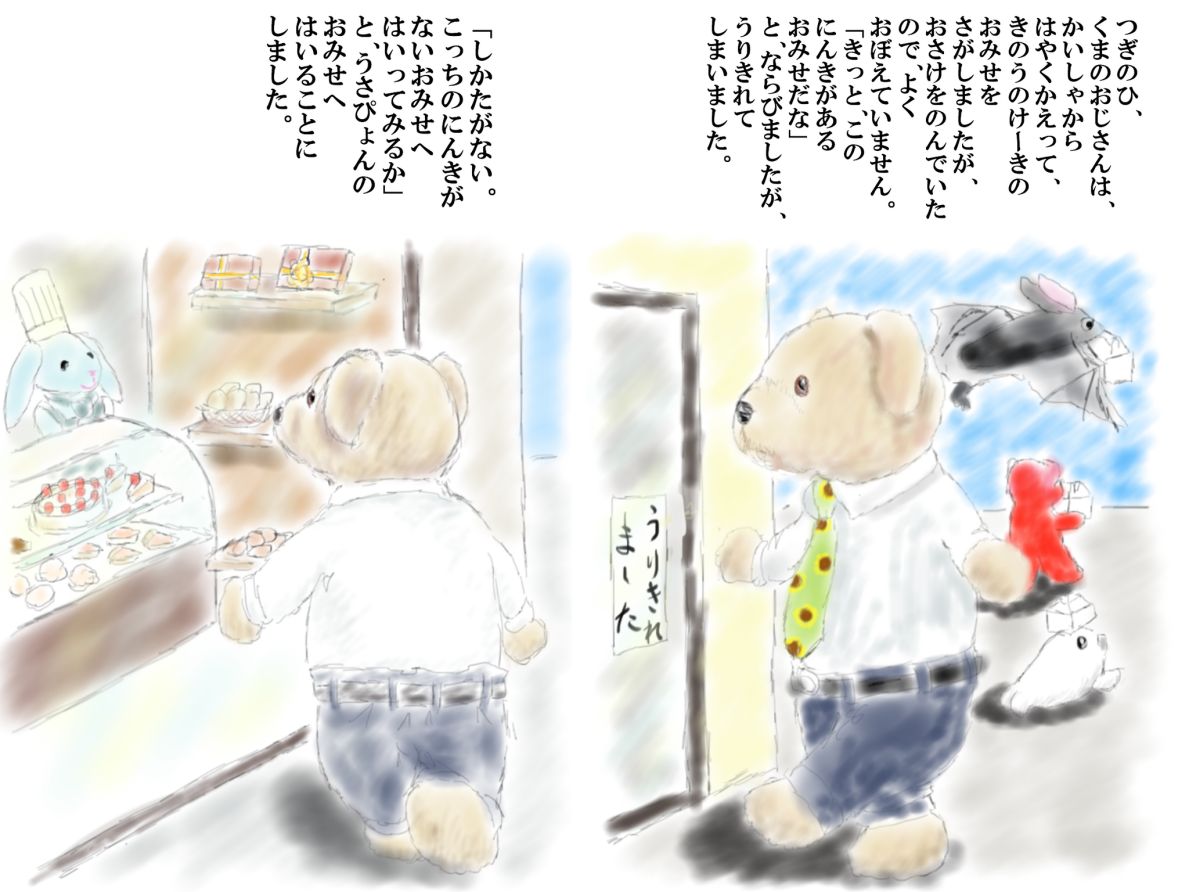 つぎのひ、
くまのおじさんは、
かいしゃから
はやくかえって、
きのうのけーきの
おみせを
さがしましたが、
おさけをのんでいた
ので、よく
おぼえていません。
「きっと、この
にんきがある
おみせだな」
と、ならびましたが、
うりきれて
しまいました。
「しかたがない。
こっちのにんきが
ないおみせへ
はいってみるか」
と、うさぴょんの
おみせへ
はいることに
しました。
うりきれ
ました